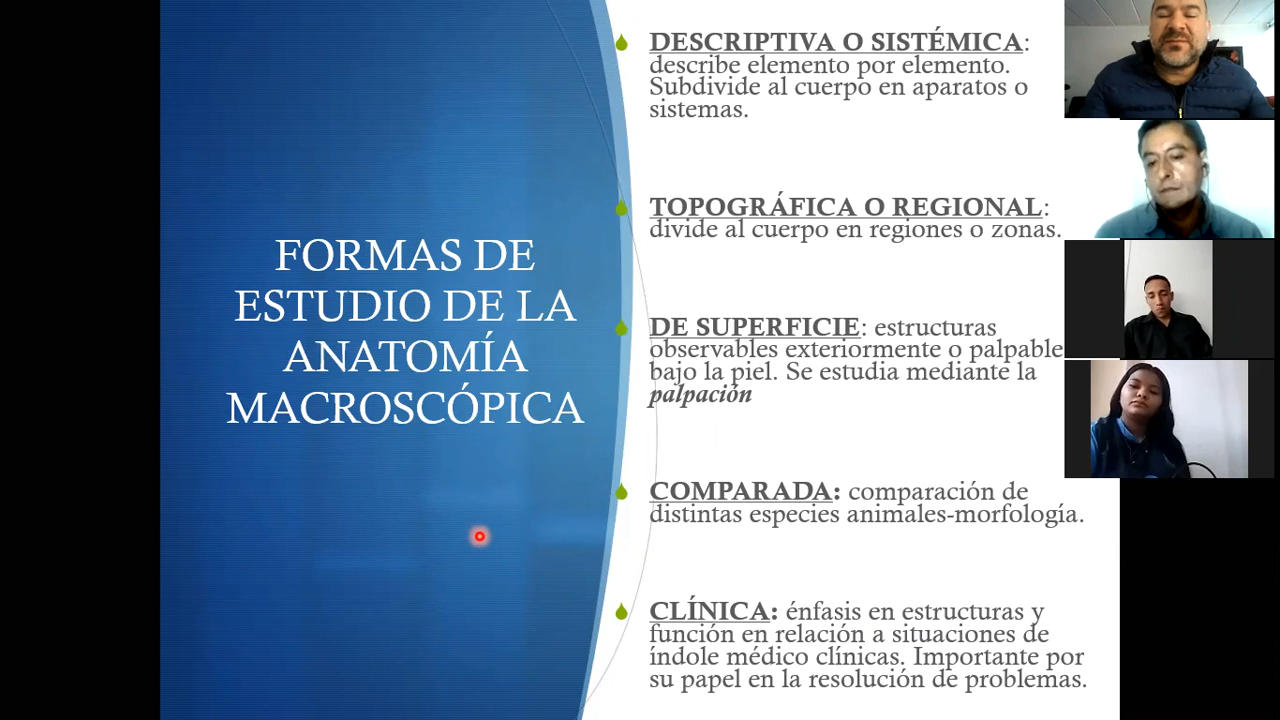 FORMAS DE
ESTUDIO DE LA
ANATOMÍA
MACROSCÓPICA
DESCRIPTIVA O SISTÉMICA:
describe elemento por elemento.
Subdivide al cuerpo en aparatos o
sistemas.
TOPOGRÁFICA O REGIONAL:
divide al cuerpo en regiones o zonas.
DE SUPERFICIE: estructuras
observables exteriormente o palpable
bajo la piel. Se estudia mediante la
palpación
COMPARADA: comparación de
distintas especies animales-morfología.
CLÍNICA: énfasis en estructuras y
función en relación a situaciones de
índole médico clínicas. Importante por
su papel en la resolución de problemas.